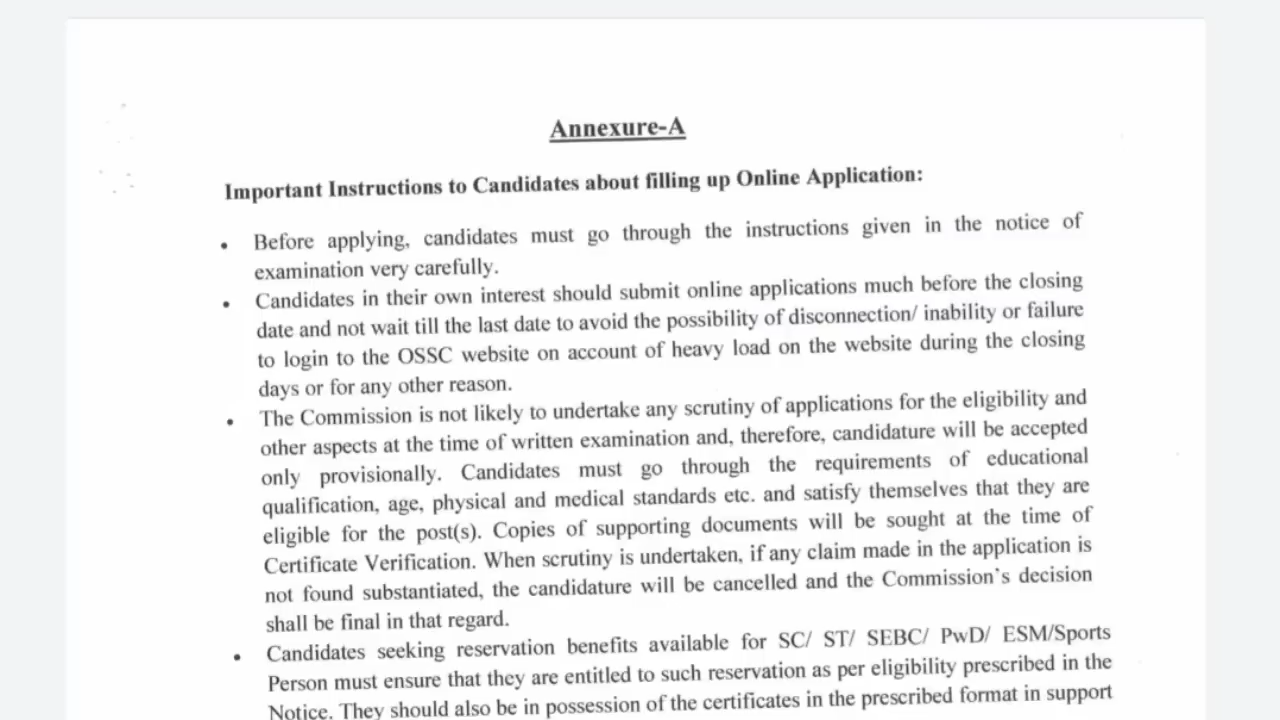 Annexure-A
Important Instructions to Candidates about filling up Online Application:
• Before applying, candidates must go through the instructions given in the notice of
examination very carefully.
• Candidates in their own interest should submit online applications much before the closing
date and not wait till the last date to avoid the possibility of disconnection/ inability or failure
to login to the OSSC website on account of heavy load on the website during the closing
days or for any other reason.
• The Commission is not likely to undertake any scrutiny of applications for the eligibility and
other aspects at the time of written examination and, therefore, candidature will be accepted
only provisionally. Candidates must go through the requirements of educational
qualification, age, physical and medical standards etc. and satisfy themselves that they are
eligible for the post(s). Copies of supporting documents will be sought at the time of
Certificate Verification. When scrutiny is undertaken, if any claim made in the application is
not found substantiated, the candidature will be cancelled and the Commission's decision
shall be final in that regard.
• Candidates seeking reservation benefits available for SC/ ST/ SEBC/ PwD/ ESM/Sports
Person must ensure that they are entitled to such reservation as per eligibility prescribed in the
Notice. They should also be in possession of the certificates in the prescribed format in support